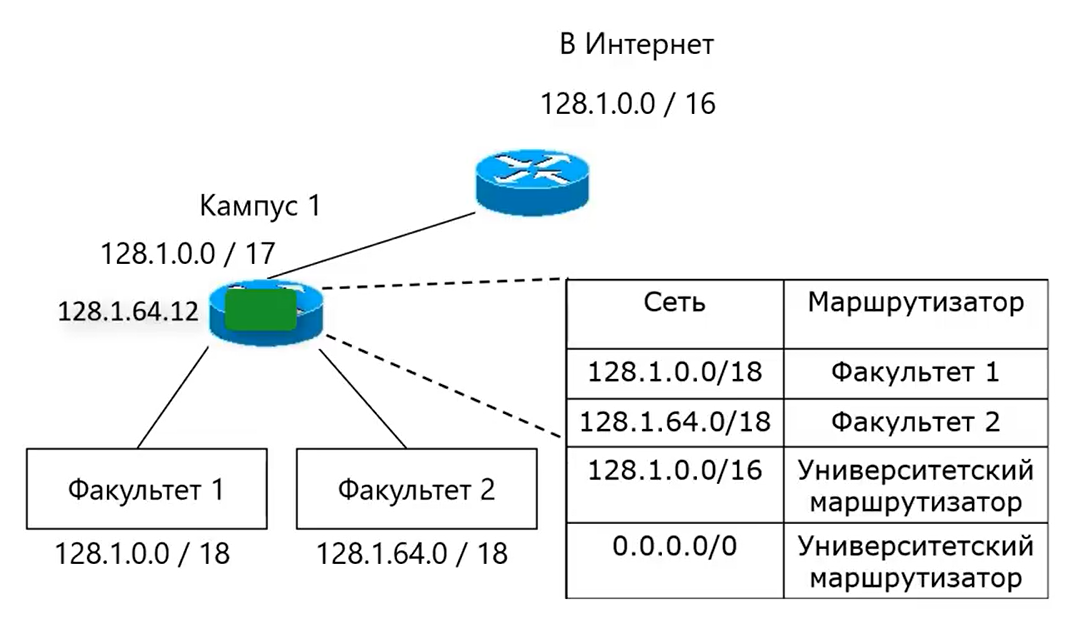 В Интернет
128.1.0.0 / 16
Кампус 1
128.1.0.0 / 17
128.1.64.12
Факультет 1
128.1.0.0 / 18
Факультет 2
128.1.64.0 / 18
Сеть Маршрутизатор
128.1.0.0/18 Факультет 1
128.1.64.0/18 Факультет 2
128.1.0.0/16 Университетский
маршрутизатор
0.0.0.0/0 Университетский
маршрутизатор